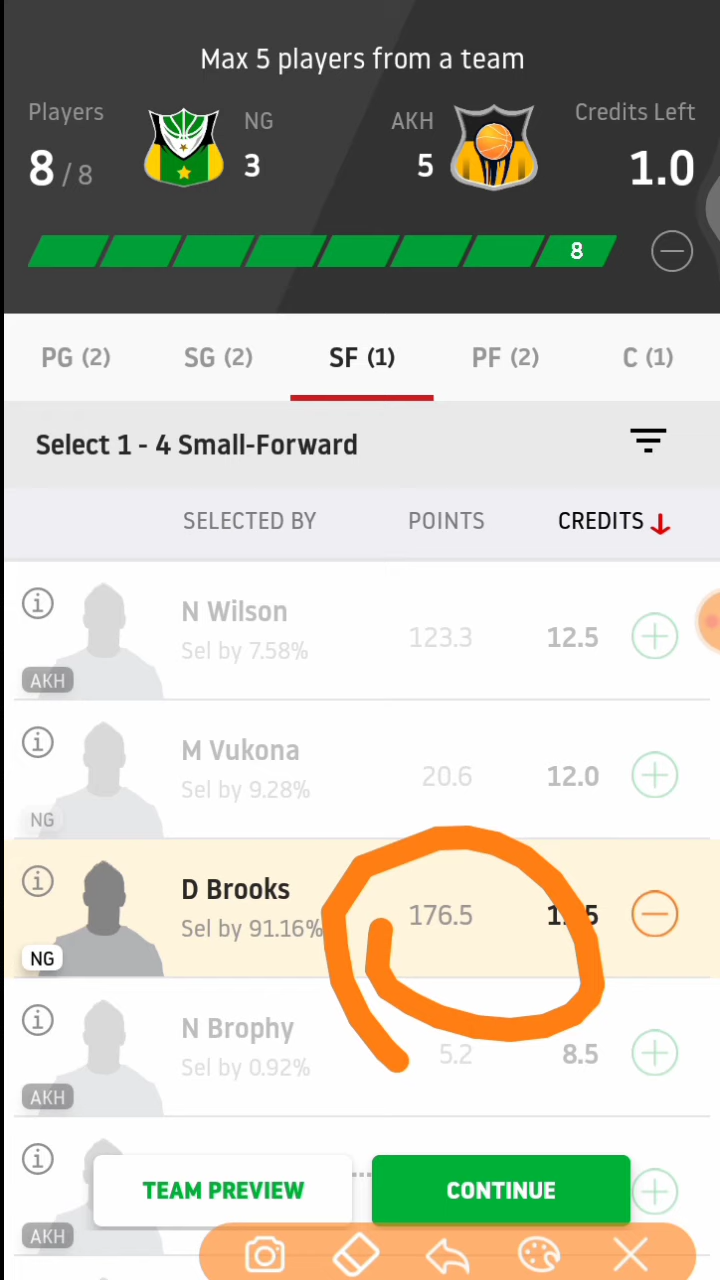 Max 5 players from a team
Players
NG
AKH
Credits Left
8 / 8
3
5
1.0
8
PG (2)
SG (2)
SF (1)
PF (2)
C (1)
Select 1 - 4 Small-Forward
SELECTED BY
POINTS
CREDITS
N Wilson
Sel by 7.58%
123.3
12.5
AKH
M Vukona
Sel by 9.28%
20.6
12.0
NG
D Brooks
Sel by 91.16%
176.5
NG
N Brophy
Sel by 0.92%
5.2
8.5
AKH
TEAM PREVIEW
CONTINUE
AKH